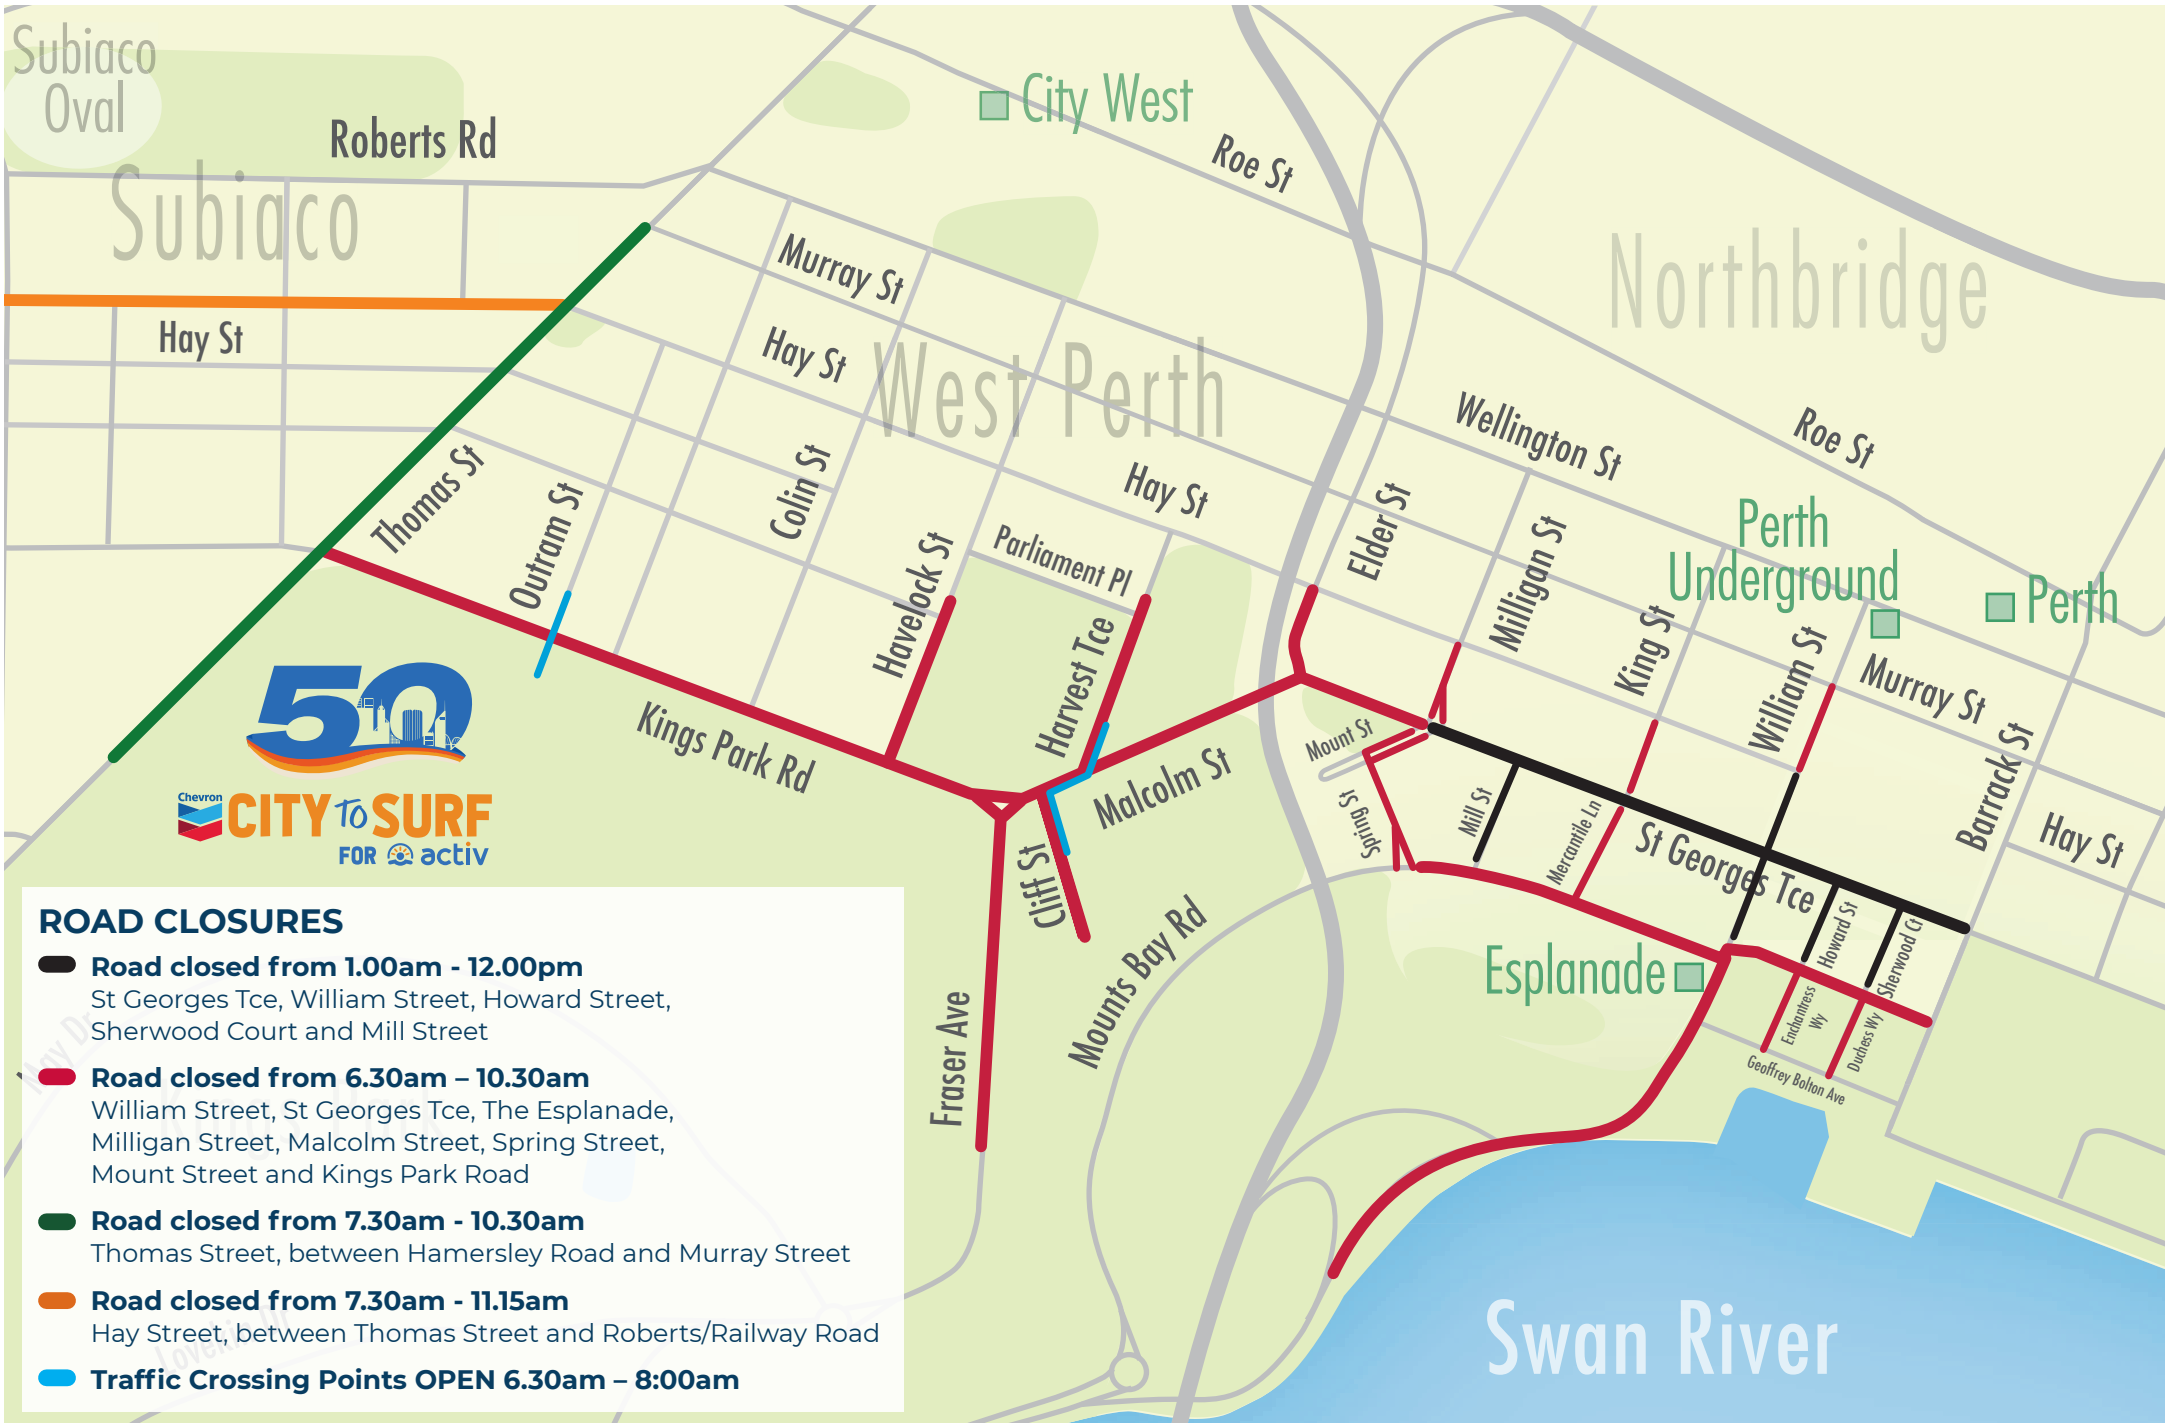 Subiaco
Oval
Roberts Rd
Subiaco
City West
Roe St
Northbridge
Murray St
Hay St
Hay St
West Perth
Wellington St
Roe St
Thomas St
Outram St
Colin St
Havelock St
Parliament Pl
Hay St
Elder St
Milligan St
King St
Perth
Underground
Perth
William St
Murray St
Harvest Tce
Kings Park Rd
Malcolm St
Mount St
Spring St
Mill St
Mercantile Ln
St Georges Tce
Barrack St
Hay St
Howard St
Sherwood Ct
Cliff St
Mounts Bay Rd
Esplanade
Enchantress
Wy
Duchess Wy
Geoffrey Bolton Ave
Fraser Ave
Swan River
50
Chevron
CITY TO SURF
FOR activ
May Dr
Kings Park
Lovekin Dr
ROAD CLOSURES
Road closed from 1.00am - 12.00pm
St Georges Tce, William Street, Howard Street,
Sherwood Court and Mill Street
Road closed from 6.30am – 10.30am
William Street, St Georges Tce, The Esplanade,
Milligan Street, Malcolm Street, Spring Street,
Mount Street and Kings Park Road
Road closed from 7.30am - 10.30am
Thomas Street, between Hamersley Road and Murray Street
Road closed from 7.30am - 11.15am
Hay Street, between Thomas Street and Roberts/Railway Road
Traffic Crossing Points OPEN 6.30am – 8:00am